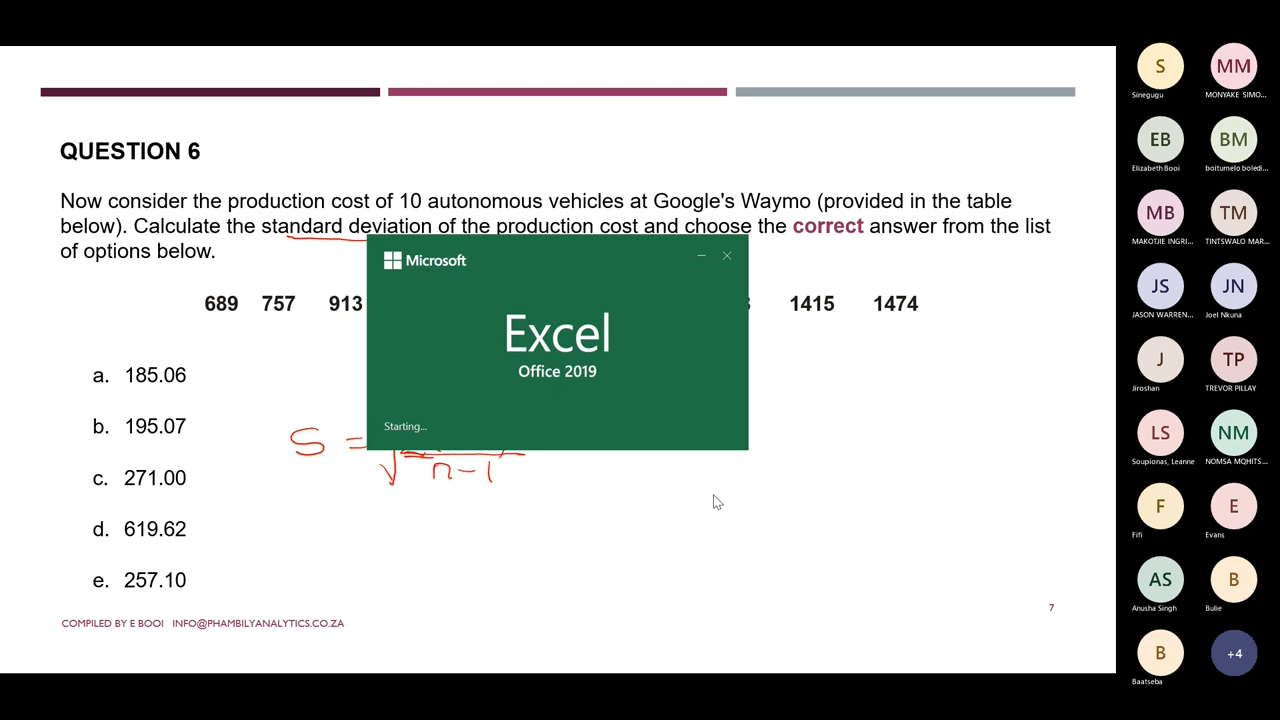 QUESTION 6
Now consider the production cost of 10 autonomous vehicles at Google's Waymo (provided in the table
below). Calculate the standard deviation of the production cost and choose the correct answer from the list
of options below.
689 757 913 1415 1474
a. 185.06
b. 195.07
c. 271.00
d. 619.62
e. 257.10
S =
n-1
Microsoft
Excel
Office 2019
Starting...
7
COMPILED BY E BOOI INFO@PHAMBILYANALYTICS.CO.ZA
S MM
Sinegugu MONYAKE SIMO...
EB BM
Elizabeth Booi boitumelo boledi...
MB TM
MAKOTJIE INGRI... TINTSWALO MAR...
JS JN
JASON WARREN... Joel Nkuna
J TP
Jiroshan TREVOR PILLAY
LS NM
Soupionas, Leanne NOMSA MQHITS...
F E
Fifi Evans
AS B
Anusha Singh Bulie
B +4
Baatseba